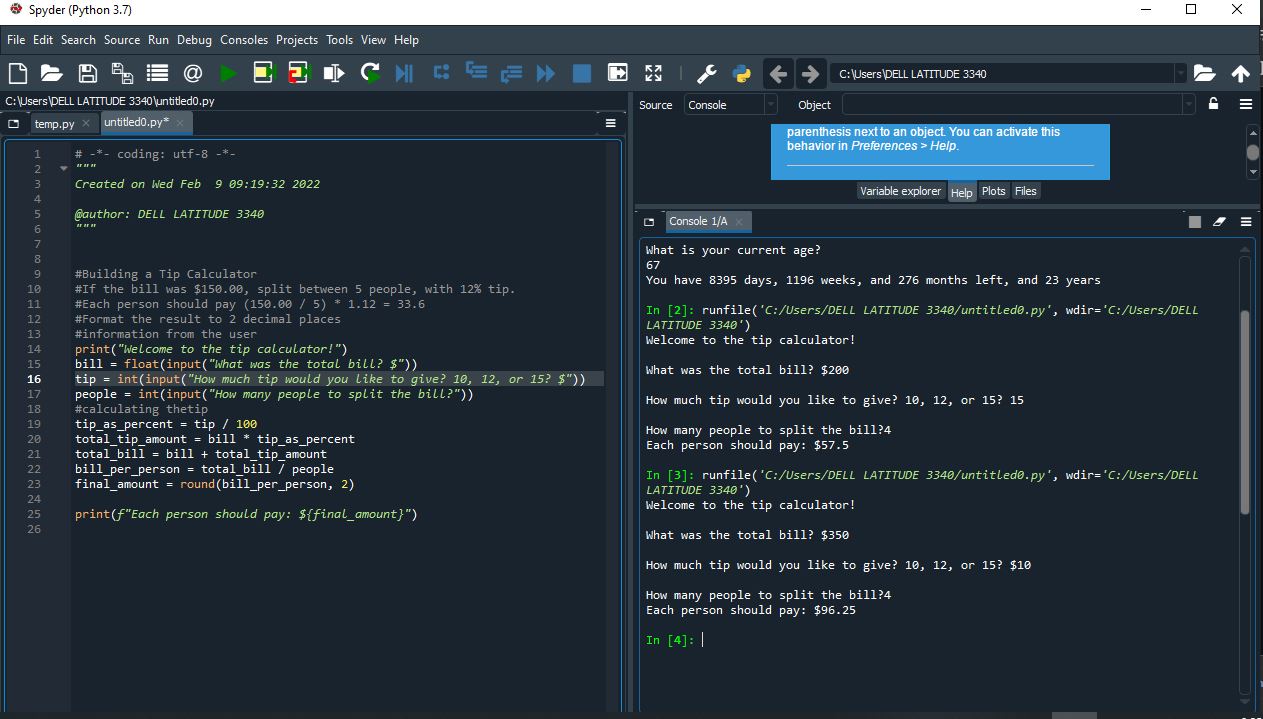 Spyder (Python 3.7)
File Edit Search Source Run Debug Consoles Projects Tools View Help
C:\Users\DELL LATITUDE 3340
C:\Users\DELL LATITUDE 3340\untitled0.py
temp.py
untitled0.py*
1 # -*- coding: utf-8 -*-
2 """
3 Created on Wed Feb  9 09:19:32 2022
4
5 @author: DELL LATITUDE 3340
6 """
7
8
9 #Building a Tip Calculator
10 #If the bill was $150.00, split between 5 people, with 12% tip.
11 #Each person should pay (150.00 / 5) * 1.12 = 33.6
12 #Format the result to 2 decimal places
13 #information from the user
14 print("Welcome to the tip calculator!")
15 bill = float(input("What was the total bill? $"))
16 tip = int(input("How much tip would you like to give? 10, 12, or 15? $"))
17 people = int(input("How many people to split the bill?"))
18 #calculating thetip
19 tip_as_percent = tip / 100
20 total_tip_amount = bill * tip_as_percent
21 total_bill = bill + total_tip_amount
22 bill_per_person = total_bill / people
23 final_amount = round(bill_per_person, 2)
24
25 print(f"Each person should pay: ${final_amount}")
26
Source Console Object
parenthesis next to an object. You can activate this
behavior in Preferences > Help.
Variable explorer Help Plots Files
Console 1/A
What is your current age?
67
You have 8395 days, 1196 weeks, and 276 months left, and 23 years
In [2]: runfile('C:/Users/DELL LATITUDE 3340/untitled0.py', wdir='C:/Users/DELL
LATITUDE 3340')
Welcome to the tip calculator!
What was the total bill? $200
How much tip would you like to give? 10, 12, or 15? 15
How many people to split the bill?4
Each person should pay: $57.5
In [3]: runfile('C:/Users/DELL LATITUDE 3340/untitled0.py', wdir='C:/Users/DELL
LATITUDE 3340')
Welcome to the tip calculator!
What was the total bill? $350
How much tip would you like to give? 10, 12, or 15? $10
How many people to split the bill?4
Each person should pay: $96.25
In [4]: